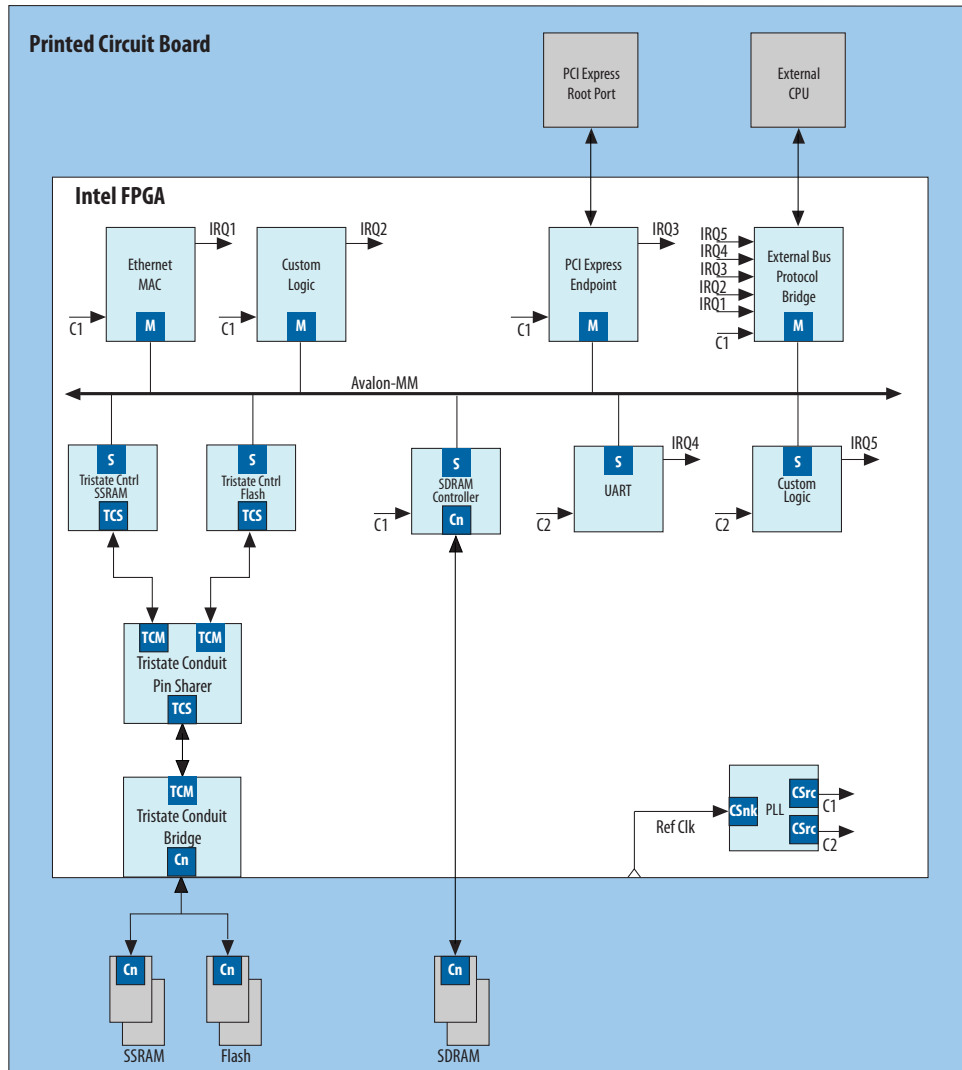 Printed Circuit Board
PCI Express
Root Port
External
CPU
Intel FPGA
IRQ1
IRQ2
IRQ3
Ethernet
MAC
C1
M
Custom
Logic
C1
M
PCI Express
Endpoint
C1
M
IRQ5
IRQ4
IRQ3
IRQ2
IRQ1
C1
External Bus
Protocol
Bridge
M
Avalon-MM
S
Tristate Cntrl
SSRAM
TCS
S
Tristate Cntrl
Flash
TCS
S
SDRAM
Controller
C1
Cn
S
UART
C2
IRQ4
S
Custom
Logic
C2
IRQ5
TCM
TCM
Tristate Conduit
Pin Sharer
TCS
TCM
Tristate Conduit
Bridge
Cn
Ref Clk
CSnk
PLL
CSrc
C1
CSrc
C2
Cn
Cn
Cn
SSRAM
Flash
SDRAM